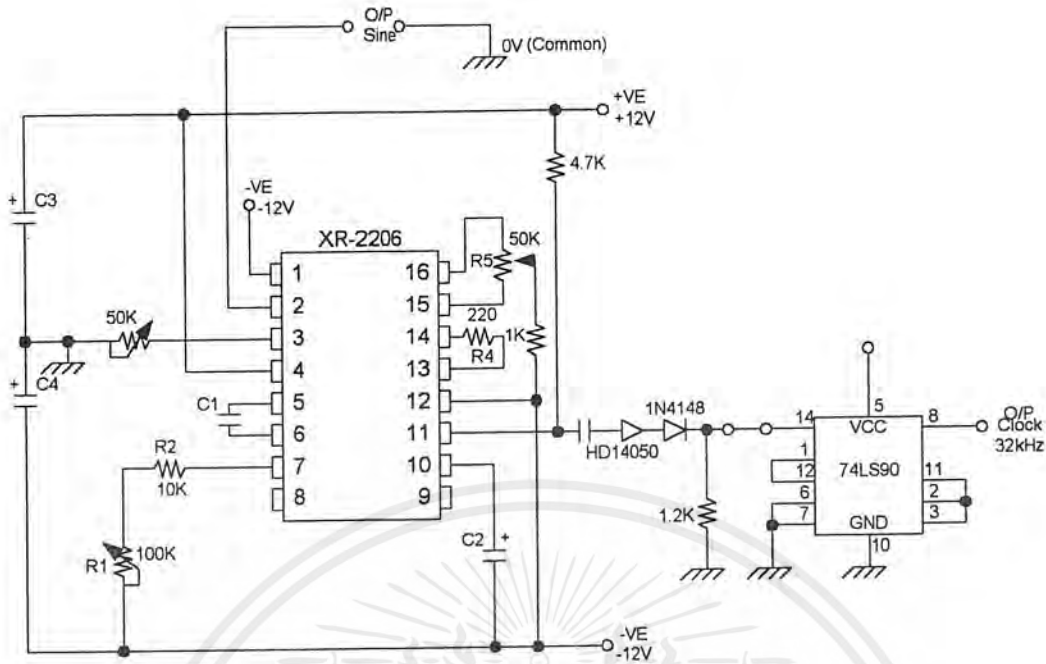 O/P
Sine
0V (Common)
+VE
+12V
4.7K
C3
+
-VE
-12V
XR-2206
1
2
3
4
5
6
7
8
16
15
14
13
12
11
10
9
50K
R5
220
R4
1K
50K
C4
+
C1
R2
10K
R1
100K
C2
+
HD14050
1N4148
1.2K
14
5
VCC
8
O/P
Clock
32kHz
1
12
74LS90
11
6
2
7
GND
3
10
-VE
-12V